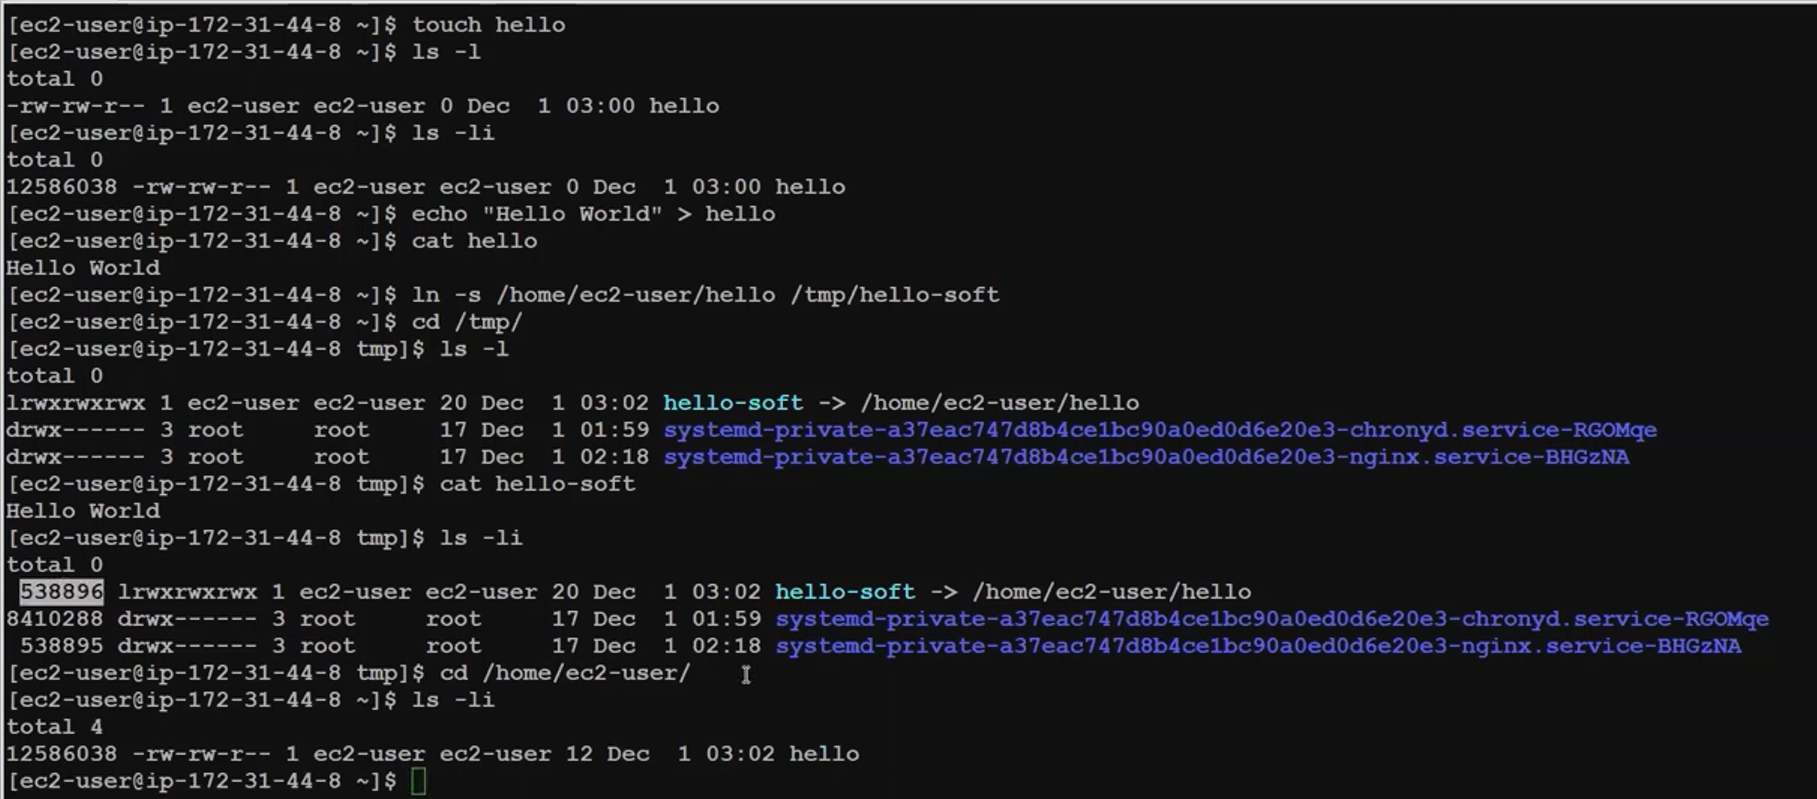 [ec2-user@ip-172-31-44-8 ~]$ touch hello
[ec2-user@ip-172-31-44-8 ~]$ ls -l
total 0
-rw-rw-r-- 1 ec2-user ec2-user 0 Dec  1 03:00 hello
[ec2-user@ip-172-31-44-8 ~]$ ls -li
total 0
12586038 -rw-rw-r-- 1 ec2-user ec2-user 0 Dec  1 03:00 hello
[ec2-user@ip-172-31-44-8 ~]$ echo "Hello World" > hello
[ec2-user@ip-172-31-44-8 ~]$ cat hello
Hello World
[ec2-user@ip-172-31-44-8 ~]$ ln -s /home/ec2-user/hello /tmp/hello-soft
[ec2-user@ip-172-31-44-8 ~]$ cd /tmp/
[ec2-user@ip-172-31-44-8 tmp]$ ls -l
total 0
lrwxrwxrwx 1 ec2-user ec2-user 20 Dec  1 03:02 hello-soft -> /home/ec2-user/hello
drwx------ 3 root     root     17 Dec  1 01:59 systemd-private-a37eac747d8b4ce1bc90a0ed0d6e20e3-chronyd.service-RGOMqe
drwx------ 3 root     root     17 Dec  1 02:18 systemd-private-a37eac747d8b4ce1bc90a0ed0d6e20e3-nginx.service-BHGzNA
[ec2-user@ip-172-31-44-8 tmp]$ cat hello-soft
Hello World
[ec2-user@ip-172-31-44-8 tmp]$ ls -li
total 0
 538896 lrwxrwxrwx 1 ec2-user ec2-user 20 Dec  1 03:02 hello-soft -> /home/ec2-user/hello
8410288 drwx------ 3 root     root     17 Dec  1 01:59 systemd-private-a37eac747d8b4ce1bc90a0ed0d6e20e3-chronyd.service-RGOMqe
 538895 drwx------ 3 root     root     17 Dec  1 02:18 systemd-private-a37eac747d8b4ce1bc90a0ed0d6e20e3-nginx.service-BHGzNA
[ec2-user@ip-172-31-44-8 tmp]$ cd /home/ec2-user/
[ec2-user@ip-172-31-44-8 ~]$ ls -li
total 4
12586038 -rw-rw-r-- 1 ec2-user ec2-user 12 Dec  1 03:02 hello
[ec2-user@ip-172-31-44-8 ~]$